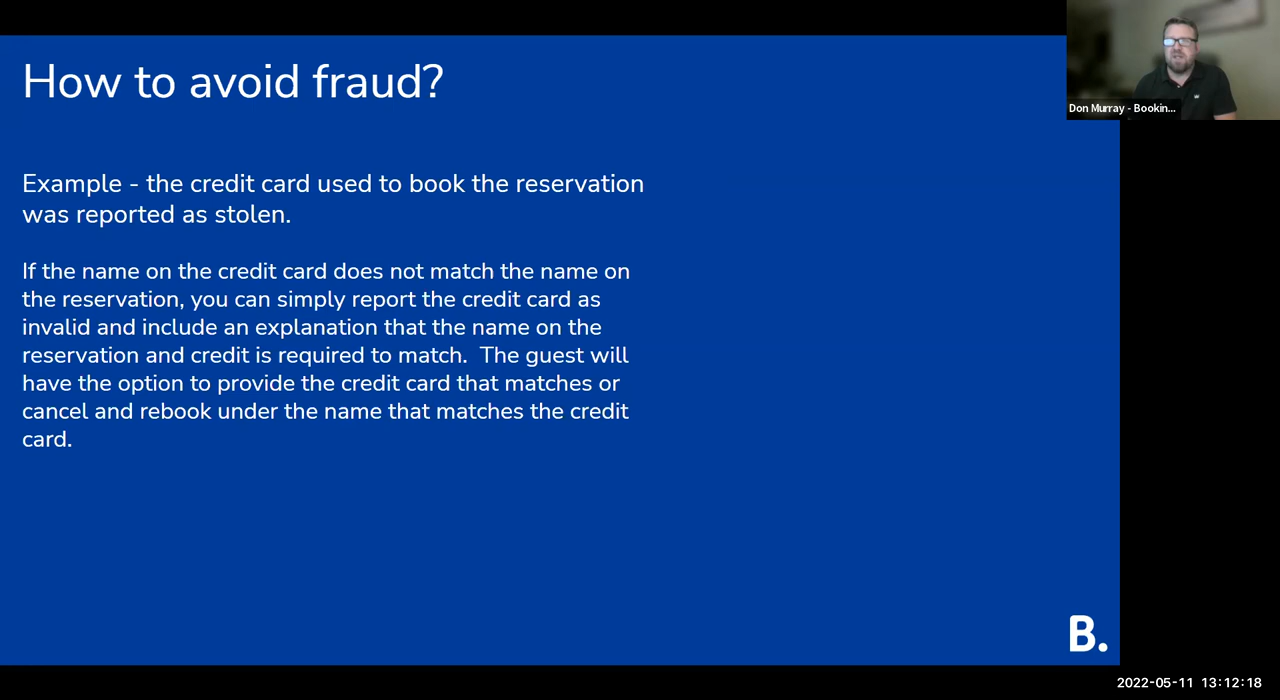 How to avoid fraud?
Example - the credit card used to book the reservation
was reported as stolen.
If the name on the credit card does not match the name on
the reservation, you can simply report the credit card as
invalid and include an explanation that the name on the
reservation and credit is required to match.  The guest will
have the option to provide the credit card that matches or
cancel and rebook under the name that matches the credit
card.
Don Murray - Bookin...
B.
2022-05-11 13:12:18